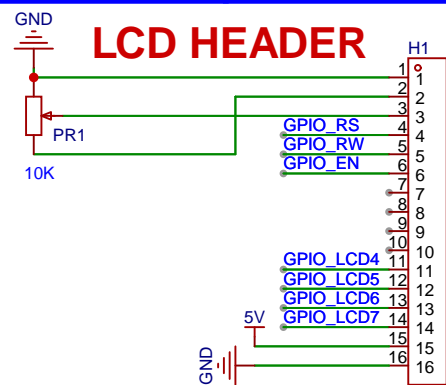 GND
LCD HEADER
H1
1 1
2 2
3 3
PR1
10K
GPIO_RS 4 4
GPIO_RW 5 5
GPIO_EN 6 6
7 7
8 8
9 9
10 10
GPIO_LCD4 11 11
GPIO_LCD5 12 12
GPIO_LCD6 13 13
GPIO_LCD7 14 14
5V 15 15
GND 16 16